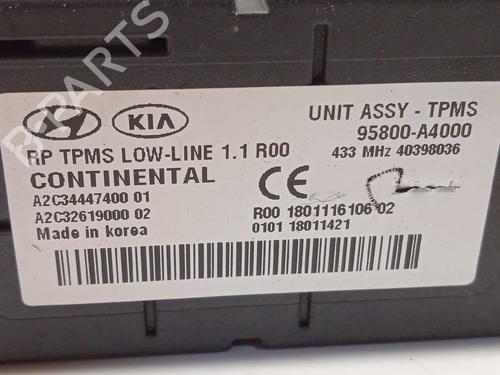 KIA
UNIT ASSY - TPMS
95800-A4000
RP TPMS LOW-LINE 1.1 R00
433 MHz 40398036
CONTINENTAL
CE
A2C34447400 01
A2C32619000 02
R00 1801116106 02
Made in korea
0101 18011421
B-PARTS